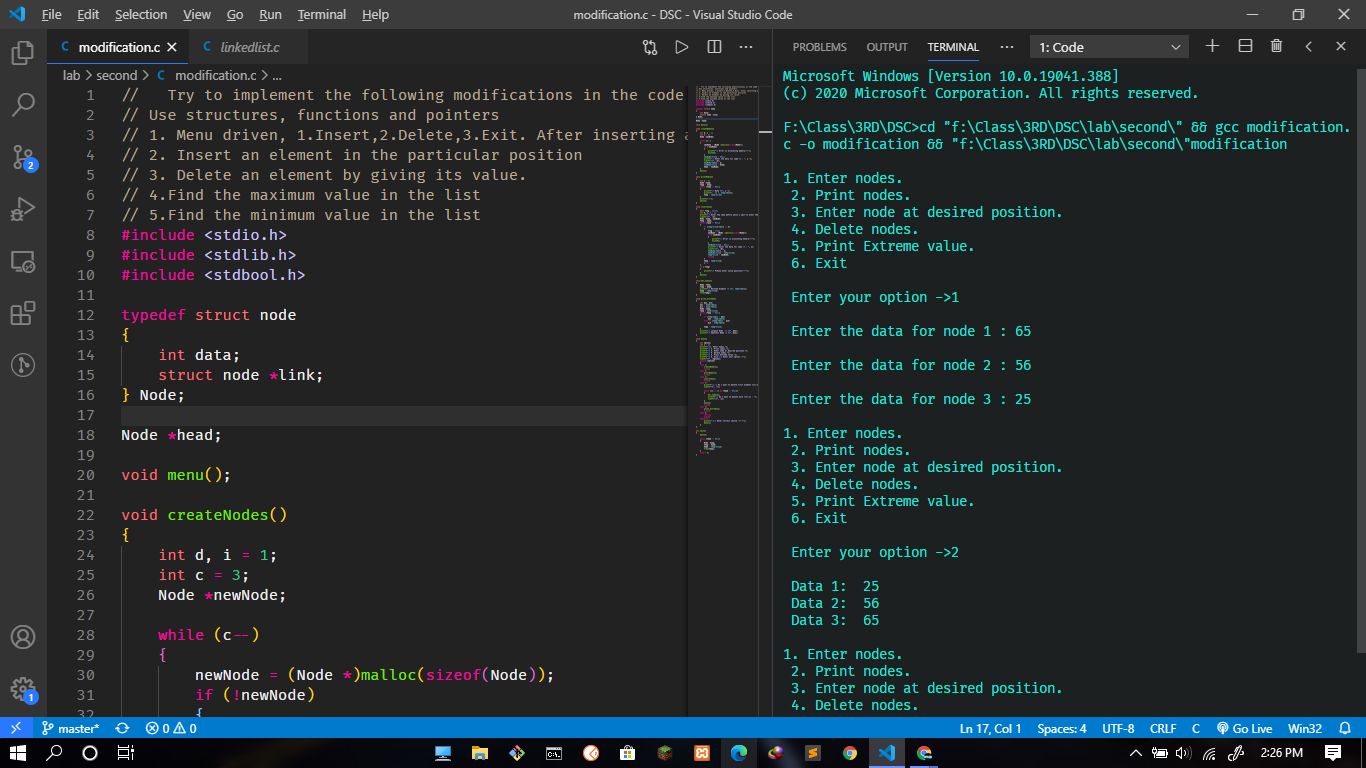 File Edit Selection View Go Run Terminal Help
modification.c - DSC - Visual Studio Code
modification.c
linkedlist.c
lab > second > C modification.c > ...
1 // Try to implement the following modifications in the code
2 // Use structures, functions and pointers
3 // 1. Menu driven, 1.Insert,2.Delete,3.Exit. After inserting a
4 // 2. Insert an element in the particular position
5 // 3. Delete an element by giving its value.
6 // 4.Find the maximum value in the list
7 // 5.Find the minimum value in the list
8 #include <stdio.h>
9 #include <stdlib.h>
10 #include <stdbool.h>
11
12 typedef struct node
13 {
14 int data;
15 struct node *link;
16 } Node;
17
18 Node *head;
19
20 void menu();
21
22 void createNodes()
23 {
24 int d, i = 1;
25 int c = 3;
26 Node *newNode;
27
28 while (c--)
29 {
30 newNode = (Node *)malloc(sizeof(Node));
31 if (!newNode)
32 {
PROBLEMS OUTPUT TERMINAL ... 1: Code
Microsoft Windows [Version 10.0.19041.388]
(c) 2020 Microsoft Corporation. All rights reserved.
F:\Class\3RD\DSC>cd "f:\Class\3RD\DSC\lab\second\" && gcc modification.
c -o modification && "f:\Class\3RD\DSC\lab\second\"modification
1. Enter nodes.
2. Print nodes.
3. Enter node at desired position.
4. Delete nodes.
5. Print Extreme value.
6. Exit
Enter your option ->1
Enter the data for node 1 : 65
Enter the data for node 2 : 56
Enter the data for node 3 : 25
1. Enter nodes.
2. Print nodes.
3. Enter node at desired position.
4. Delete nodes.
5. Print Extreme value.
6. Exit
Enter your option ->2
Data 1: 25
Data 2: 56
Data 3: 65
1. Enter nodes.
2. Print nodes.
3. Enter node at desired position.
4. Delete nodes.
2
1
master* 0 0 Ln 17, Col 1 Spaces: 4 UTF-8 CRLF C Go Live Win32
2:26 PM